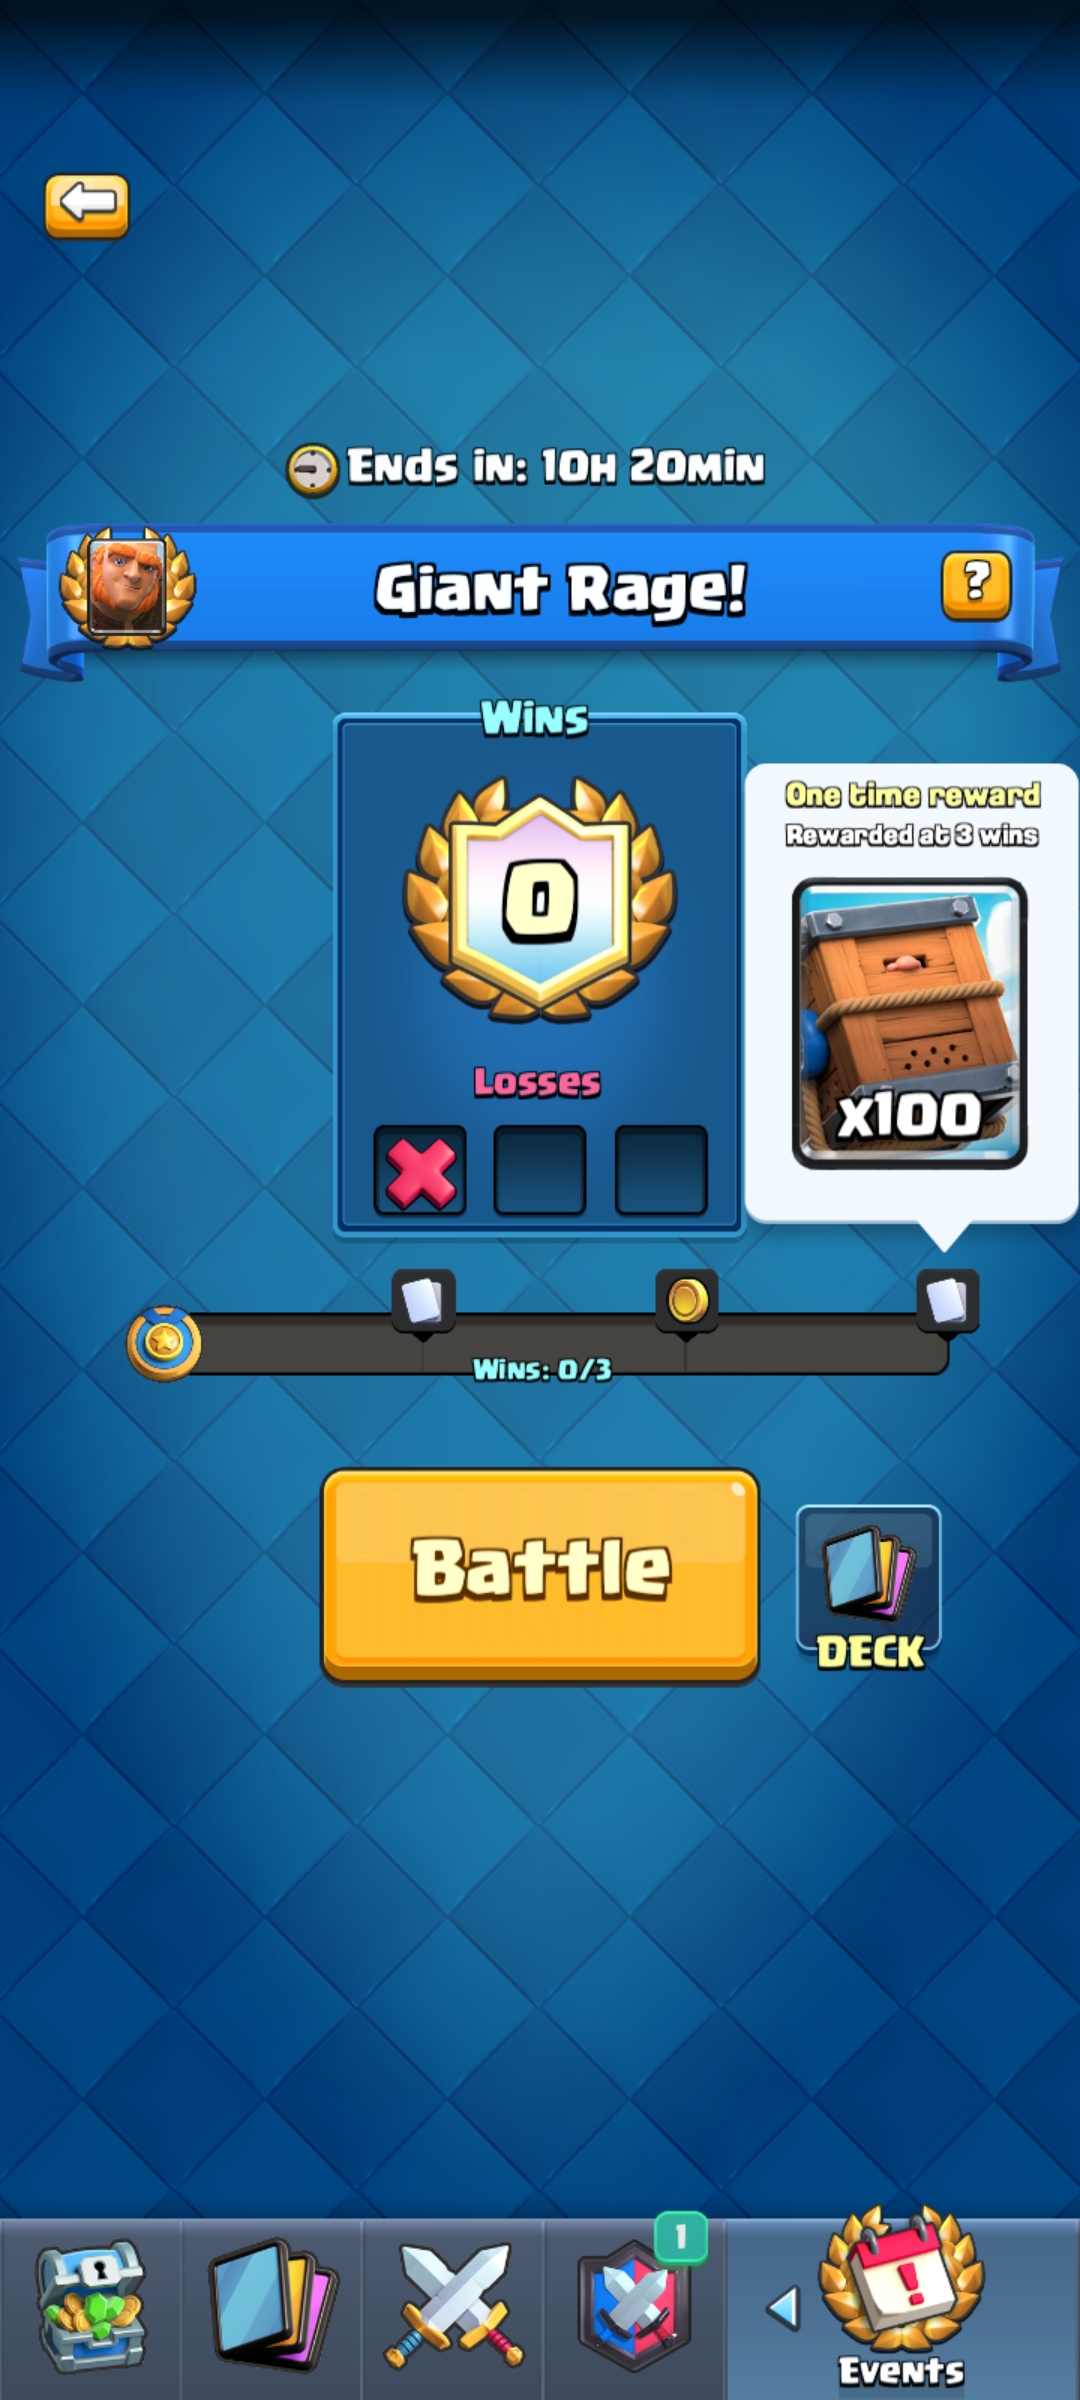 Ends in: 10h 20min
Giant Rage!
?
Wins
0
One time reward
Rewarded at 3 wins
x100
Losses
Wins: 0/3
Battle
DECK
1
!
Events